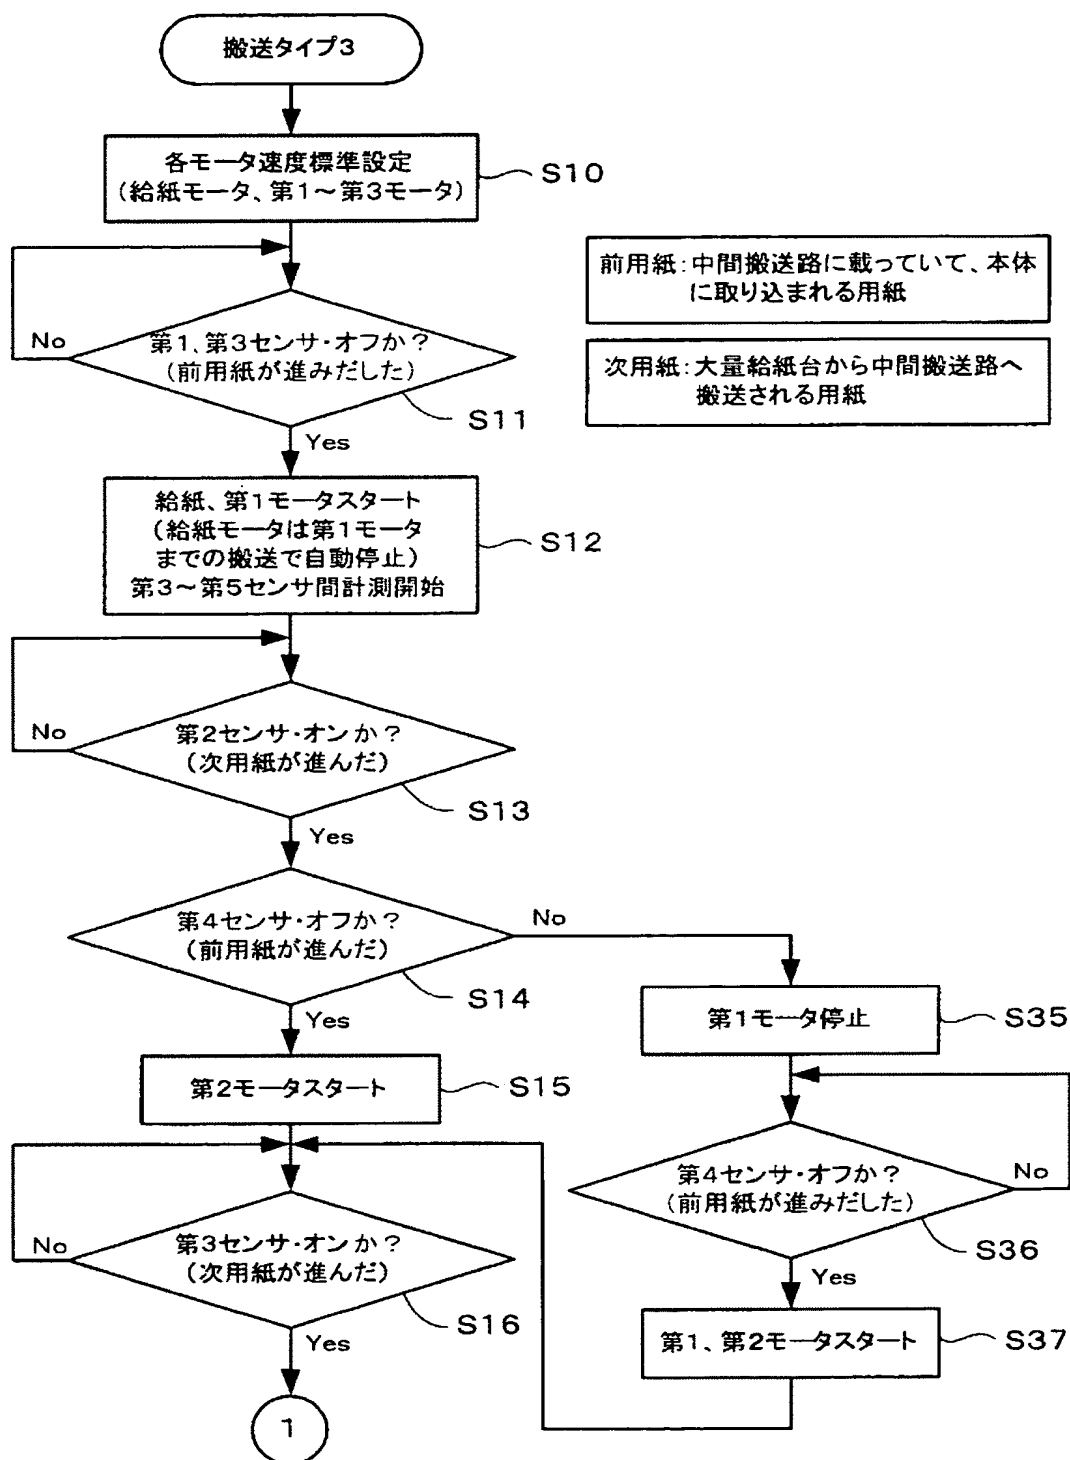 搬送タイプ3
各モータ速度標準設定
(給紙モータ、第1～第3モータ)
S10
前用紙:中間搬送路に載っていて、本体
に取り込まれる用紙
次用紙:大量給紙台から中間搬送路へ
搬送される用紙
第1、第3センサ・オフか?
(前用紙が進みだした)
No
S11
Yes
給紙、第1モータスタート
(給紙モータは第1モータ
までの搬送で自動停止)
第3～第5センサ間計測開始
S12
第2センサ・オンか?
(次用紙が進んだ)
No
S13
Yes
第4センサ・オフか?
(前用紙が進んだ)
No
S14
Yes
第1モータ停止
S35
第2モータスタート
S15
第4センサ・オフか?
(前用紙が進みだした)
No
S36
Yes
第3センサ・オンか?
(次用紙が進んだ)
No
S16
Yes
第1、第2モータスタート
S37
1